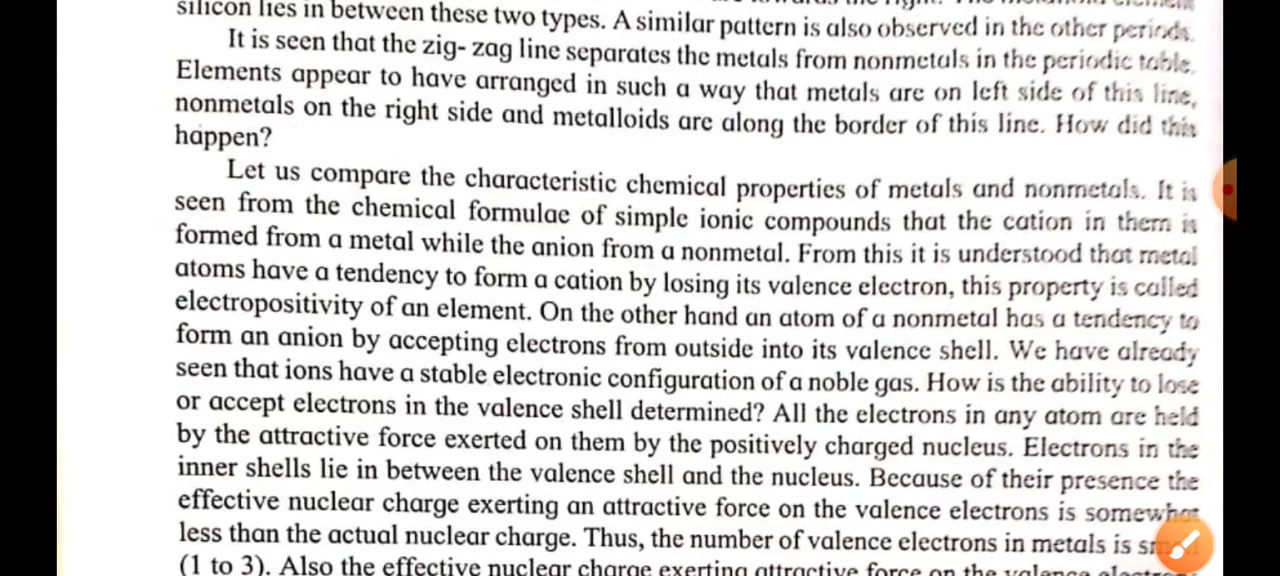 silicon lies in between these two types. A similar pattern is also observed in the other periods.
It is seen that the zig- zag line separates the metals from nonmetals in the periodic table.
Elements appear to have arranged in such a way that metals are on left side of this line,
nonmetals on the right side and metalloids are along the border of this line. How did this
happen?
Let us compare the characteristic chemical properties of metals and nonmetals. It is
seen from the chemical formulae of simple ionic compounds that the cation in them is
formed from a metal while the anion from a nonmetal. From this it is understood that metal
atoms have a tendency to form a cation by losing its valence electron, this property is called
electropositivity of an element. On the other hand an atom of a nonmetal has a tendency to
form an anion by accepting electrons from outside into its valence shell. We have already
seen that ions have a stable electronic configuration of a noble gas. How is the ability to lose
or accept electrons in the valence shell determined? All the electrons in any atom are held
by the attractive force exerted on them by the positively charged nucleus. Electrons in the
inner shells lie in between the valence shell and the nucleus. Because of their presence the
effective nuclear charge exerting an attractive force on the valence electrons is somewhat
less than the actual nuclear charge. Thus, the number of valence electrons in metals is
(1 to 3). Also the effective nuclear charge exerting attractive force on the valence